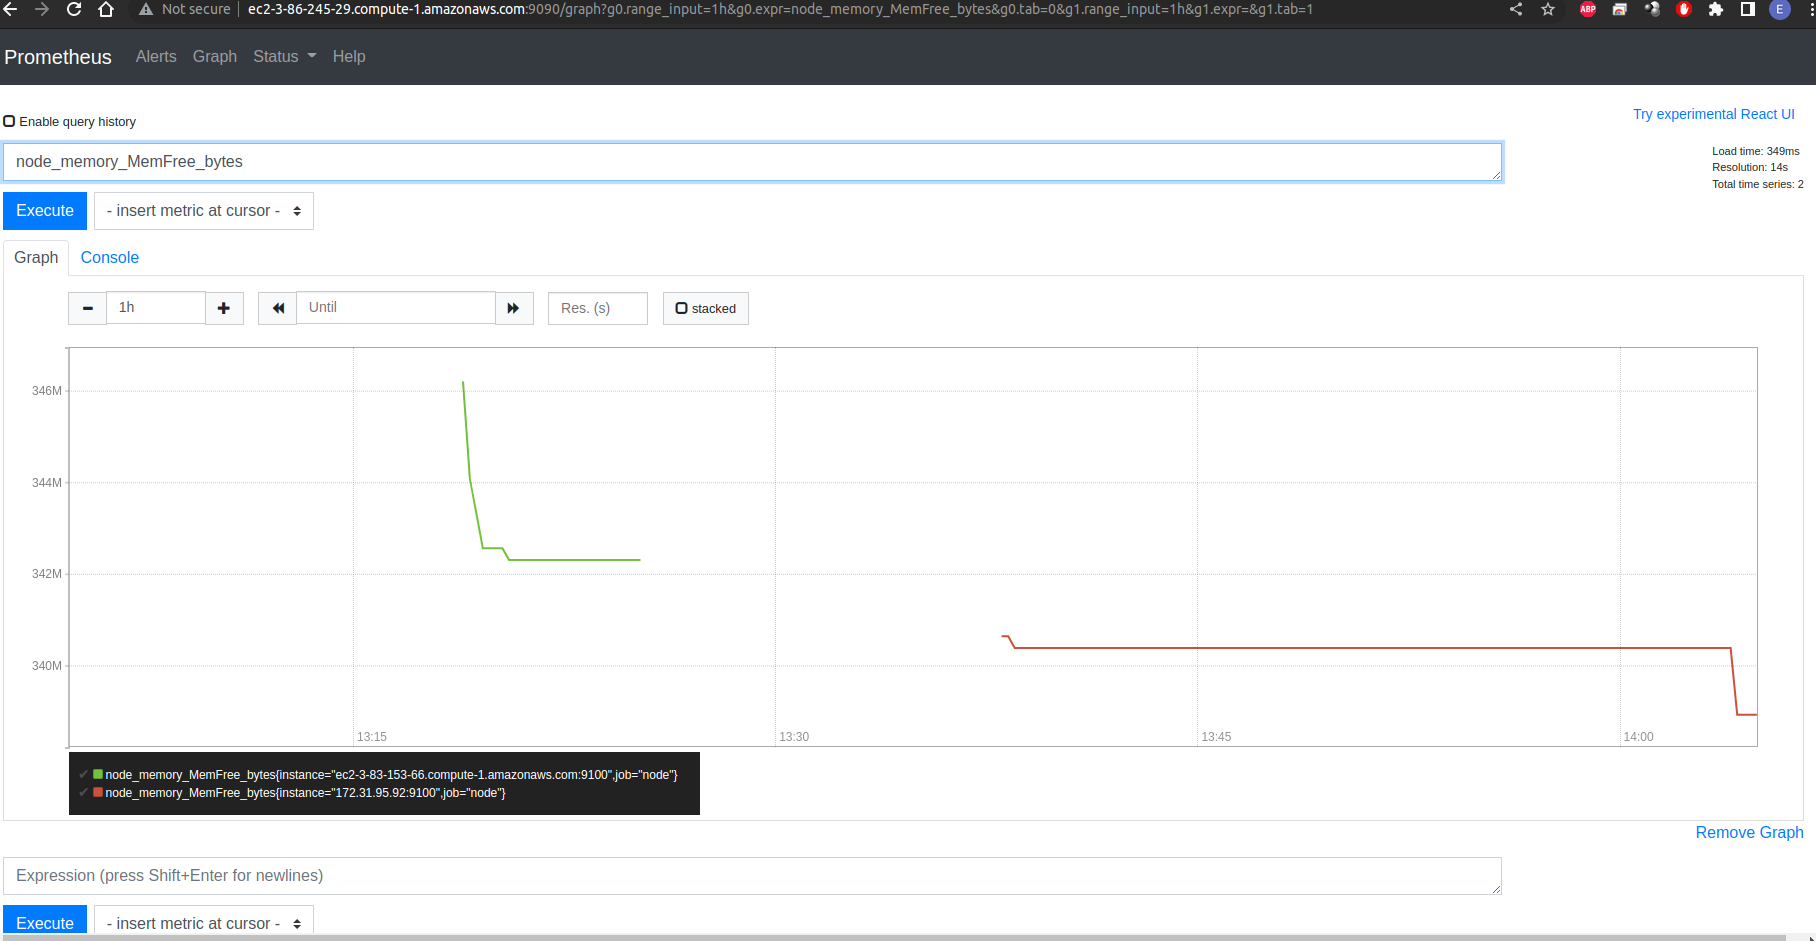 Not secure ec2-3-86-245-29.compute-1.amazonaws.com:9090/graph?g0.range_input=1h&g0.expr=node_memory_MemFree_bytes&g0.tab=0&g1.range_input=1h&g1.expr=&g1.tab=1
ABP
E
Prometheus Alerts Graph Status Help
Enable query history
Try experimental React UI
node_memory_MemFree_bytes
Load time: 349ms
Resolution: 14s
Total time series: 2
Execute - insert metric at cursor -
Graph Console
1h Until Res. (s) stacked
346M
344M
342M
340M
13:15 13:30 13:45 14:00
node_memory_MemFree_bytes{instance="ec2-3-83-153-66.compute-1.amazonaws.com:9100",job="node"}
node_memory_MemFree_bytes{instance="172.31.95.92:9100",job="node"}
Remove Graph
Expression (press Shift+Enter for newlines)
Execute - insert metric at cursor -